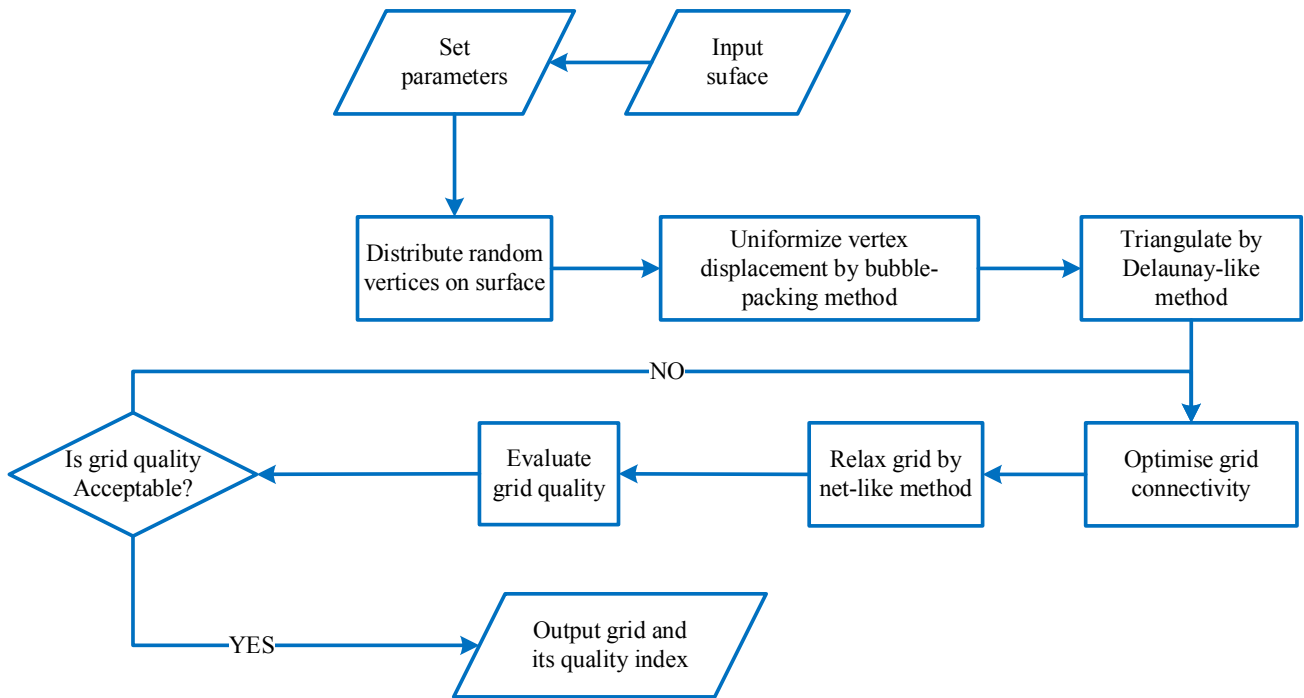 Set
parameters
Input
suface
Distribute random
vertices on surface
Uniformize vertex
displacement by bubble-
packing method
Triangulate by
Delaunay-like
method
NO
Is grid quality
Acceptable?
Evaluate
grid quality
Relax grid by
net-like method
Optimise grid
connectivity
YES
Output grid and
its quality index